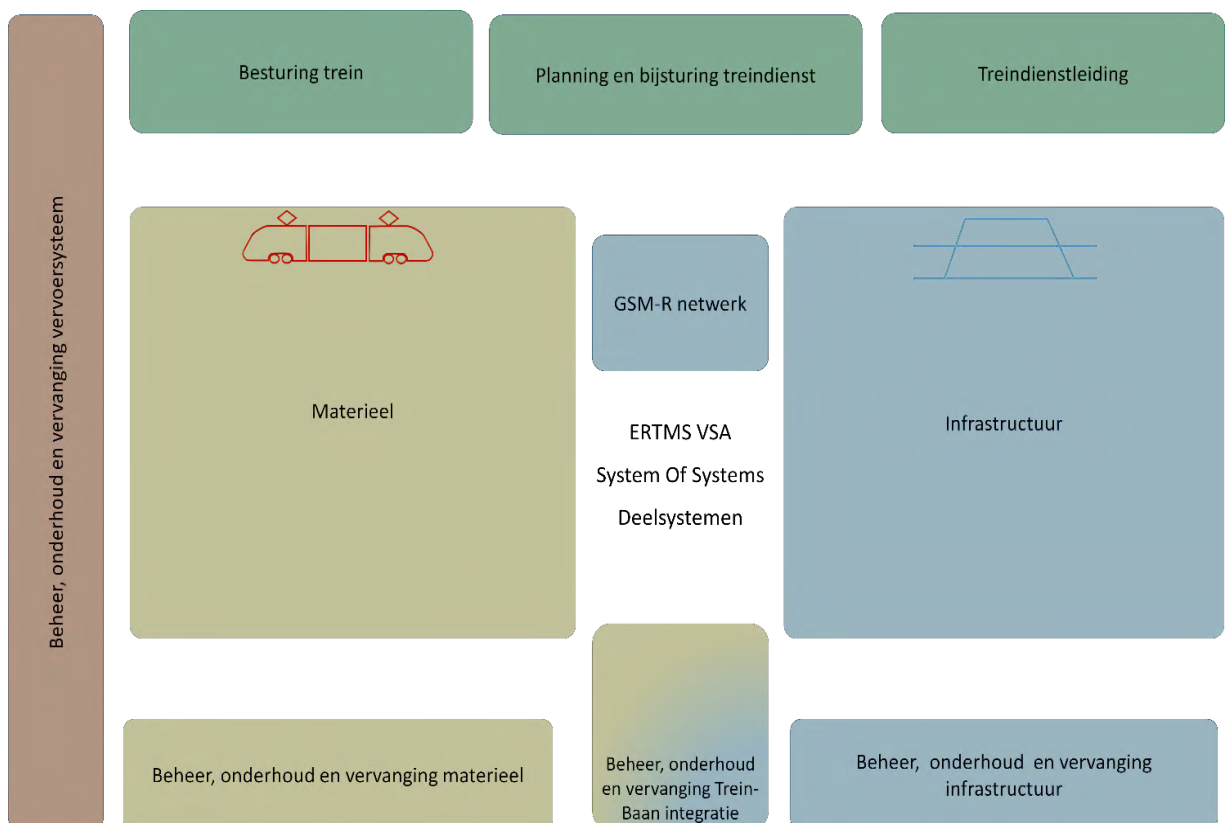 Beheer, onderhoud en vervanging vervoersysteem
Besturing trein
Planning en bijsturing treindienst
Treindienstleiding
Materieel
GSM-R netwerk
ERTMS VSA
System Of Systems
Deelsystemen
Infrastructuur
Beheer, onderhoud en vervanging materieel
Beheer, onderhoud
en vervanging Trein-
Baan integratie
Beheer, onderhoud en vervanging
infrastructuur